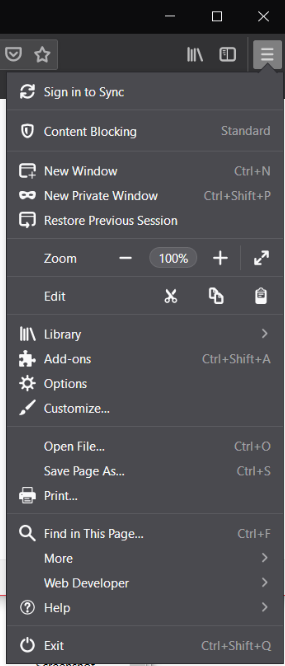 Sign in to Sync
Content Blocking Standard
New Window Ctrl+N
New Private Window Ctrl+Shift+P
Restore Previous Session
Zoom 100%
Edit
Library
Add-ons Ctrl+Shift+A
Options
Customize...
Open File... Ctrl+O
Save Page As... Ctrl+S
Print...
Find in This Page... Ctrl+F
More
Web Developer
Help
Exit Ctrl+Shift+Q